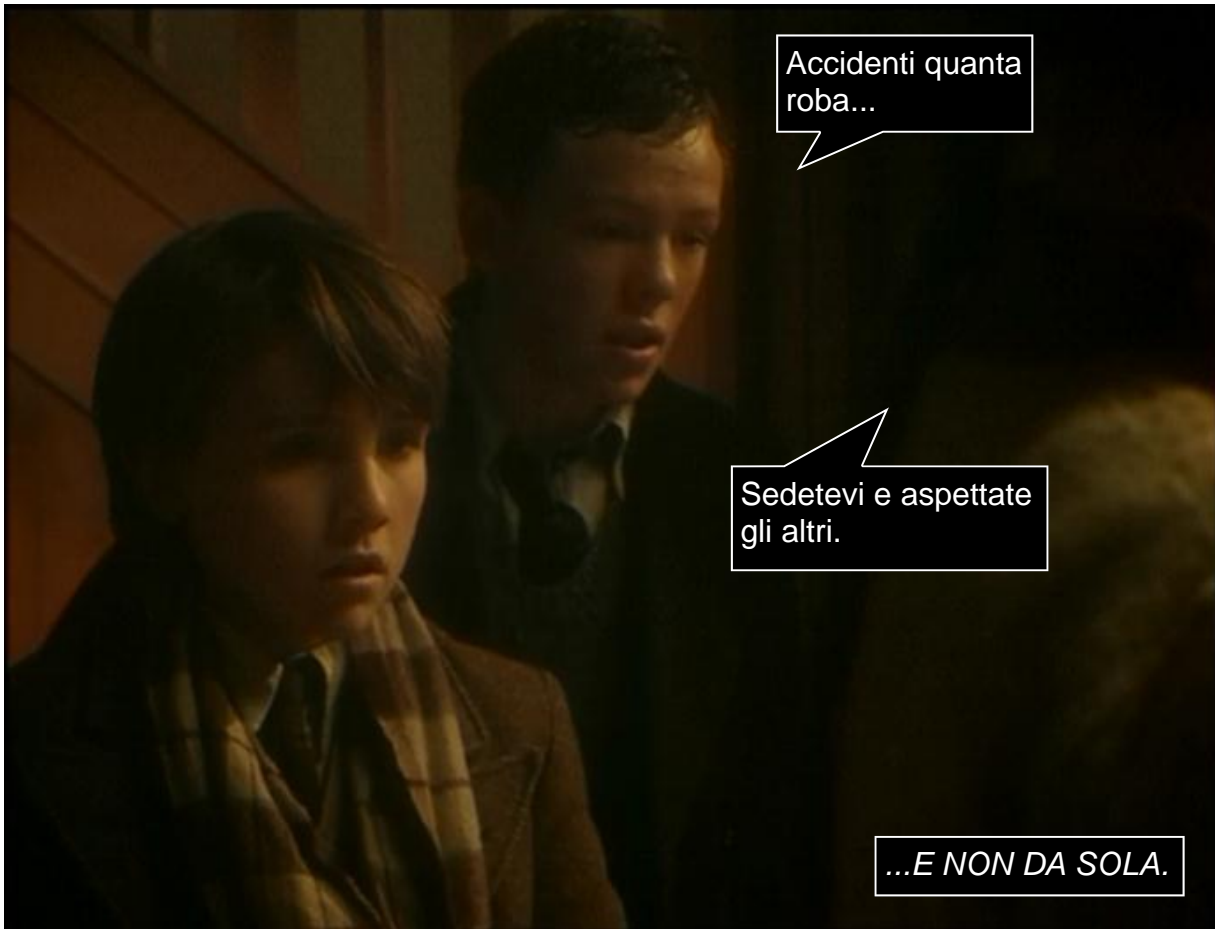 Accidenti quanta
roba...
Sedetevi e aspettate
gli altri.
...E NON DA SOLA.